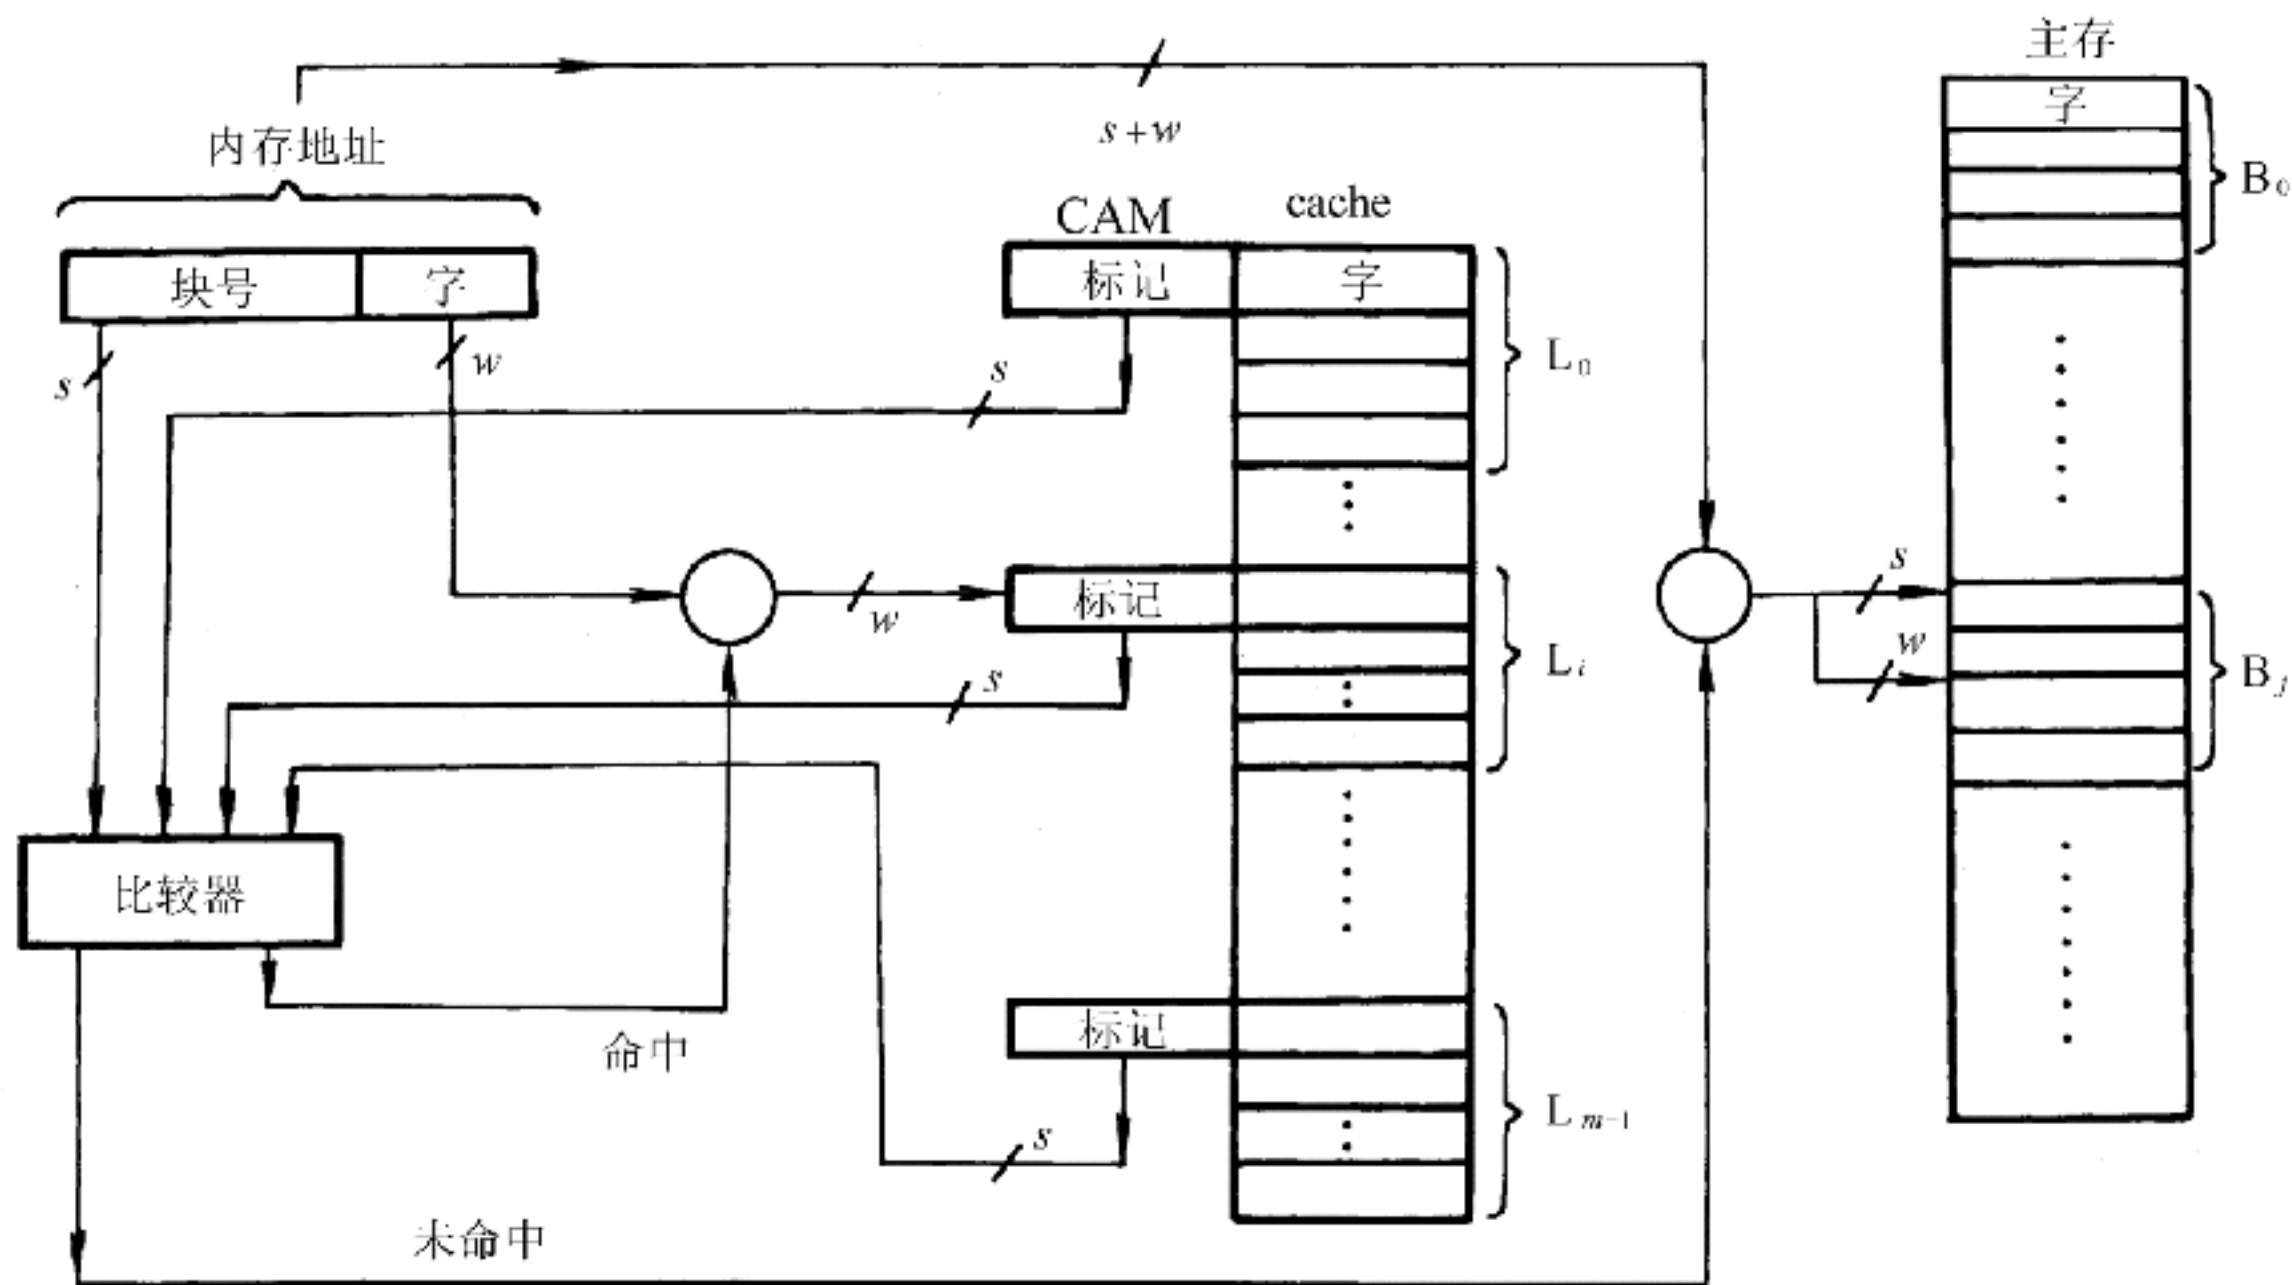 主存
字
B₀
s+w
内存地址
CAM
cache
块号
字
标记
字
s
w
s
L₀
标记
w
s
w
Lᵢ
Bⱼ
s
比较器
命中
标记
s
Lₘ₋₁
未命中